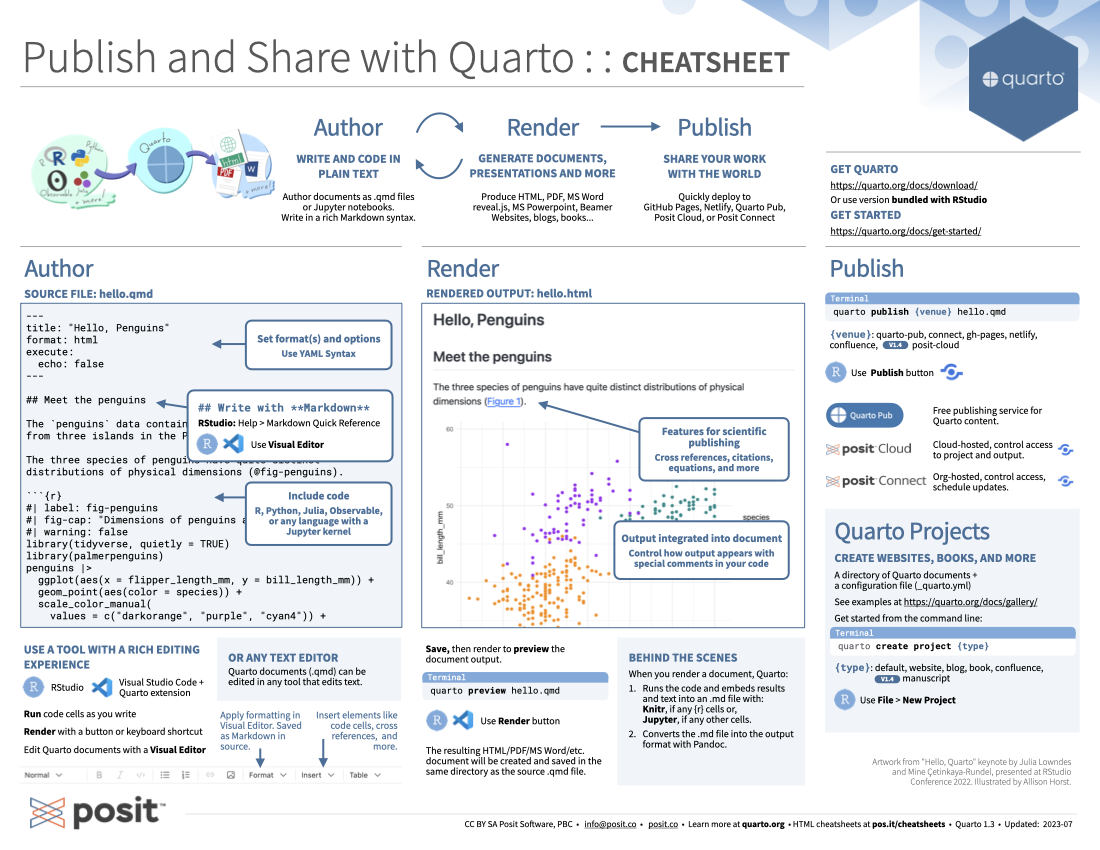 Publish and Share with Quarto : : CHEATSHEET
quarto
Python
R
Julia
Observable
+ more!
Quarto
html
PDF
W
+ more!
Author
WRITE AND CODE IN
PLAIN TEXT
Author documents as .qmd files
or Jupyter notebooks.
Write in a rich Markdown syntax.
Render
GENERATE DOCUMENTS,
PRESENTATIONS AND MORE
Produce HTML, PDF, MS Word
reveal.js, MS Powerpoint, Beamer
Websites, blogs, books...
Publish
SHARE YOUR WORK
WITH THE WORLD
Quickly deploy to
GitHub Pages, Netlify, Quarto Pub,
Posit Cloud, or Posit Connect
GET QUARTO
https://quarto.org/docs/download/
Or use version bundled with RStudio
GET STARTED
https://quarto.org/docs/get-started/
Author
SOURCE FILE: hello.qmd
---
title: "Hello, Penguins"
format: html
execute:
  echo: false
---
Set format(s) and options
Use YAML Syntax
## Meet the penguins
The `penguins` data contain
from three islands in the P
## Write with **Markdown**
RStudio: Help > Markdown Quick Reference
R
Use Visual Editor
The three species of penguins have quite distinct
distributions of physical dimensions (@fig-penguins).
```{r}
#| label: fig-penguins
#| fig-cap: "Dimensions of penguins a
#| warning: false
library(tidyverse, quietly = TRUE)
library(palmerpenguins)
penguins |>
  ggplot(aes(x = flipper_length_mm, y = bill_length_mm)) +
  geom_point(aes(color = species)) +
  scale_color_manual(
    values = c("darkorange", "purple", "cyan4")) +
Include code
R, Python, Julia, Observable,
or any language with a
Jupyter kernel
USE A TOOL WITH A RICH EDITING
EXPERIENCE
R
RStudio
Visual Studio Code +
Quarto extension
Run code cells as you write
Render with a button or keyboard shortcut
Edit Quarto documents with a Visual Editor
OR ANY TEXT EDITOR
Quarto documents (.qmd) can be
edited in any tool that edits text.
Apply formatting in
Visual Editor. Saved
as Markdown in
source.
Insert elements like
code cells, cross
references, and
more.
Normal B I </> Format Insert Table
Render
RENDERED OUTPUT: hello.html
Hello, Penguins
Meet the penguins
The three species of penguins have quite distinct distributions of physical
dimensions (Figure 1).
Features for scientific
publishing
Cross references, citations,
equations, and more
60
50
40
bill_length_mm
species
Output integrated into document
Control how output appears with
special comments in your code
Save, then render to preview the
document output.
Terminal
quarto preview hello.qmd
R
Use Render button
The resulting HTML/PDF/MS Word/etc.
document will be created and saved in the
same directory as the source .qmd file.
BEHIND THE SCENES
When you render a document, Quarto:
1. Runs the code and embeds results
and text into an .md file with:
Knitr, if any {r} cells or,
Jupyter, if any other cells.
2. Converts the .md file into the output
format with Pandoc.
Publish
Terminal
quarto publish {venue} hello.qmd
{venue}: quarto-pub, connect, gh-pages, netlify,
confluence, V1.4 posit-cloud
R
Use Publish button
Quarto Pub
Free publishing service for
Quarto content.
posit Cloud
Cloud-hosted, control access
to project and output.
posit Connect
Org-hosted, control access,
schedule updates.
Quarto Projects
CREATE WEBSITES, BOOKS, AND MORE
A directory of Quarto documents +
a configuration file (_quarto.yml)
See examples at https://quarto.org/docs/gallery/
Get started from the command line:
Terminal
quarto create project {type}
{type}: default, website, blog, book, confluence,
V1.4 manuscript
R
Use File > New Project
Artwork from "Hello, Quarto" keynote by Julia Lowndes
and Mine Çetinkaya-Rundel, presented at RStudio
Conference 2022. Illustrated by Allison Horst.
posit™
CC BY SA Posit Software, PBC • info@posit.co • posit.co • Learn more at quarto.org • HTML cheatsheets at pos.it/cheatsheets • Quarto 1.3 • Updated: 2023-07